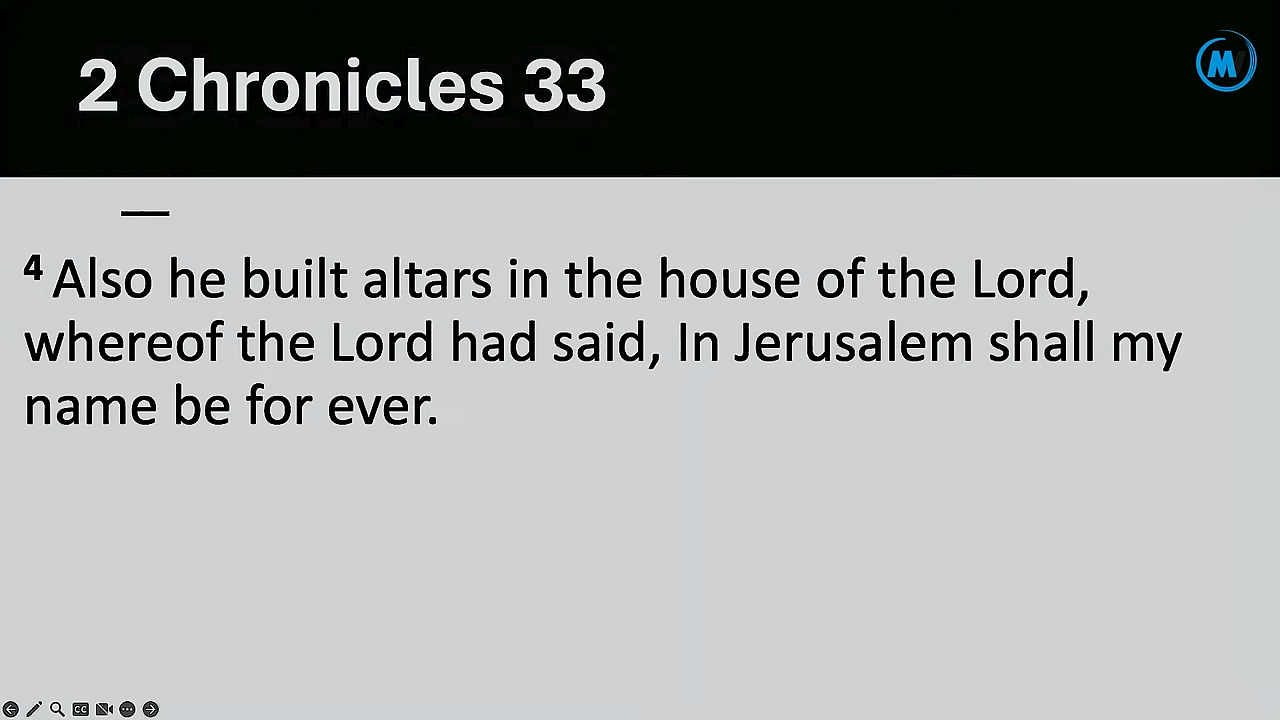 2 Chronicles 33
M
4 Also he built altars in the house of the Lord,
whereof the Lord had said, In Jerusalem shall my
name be for ever.
CC